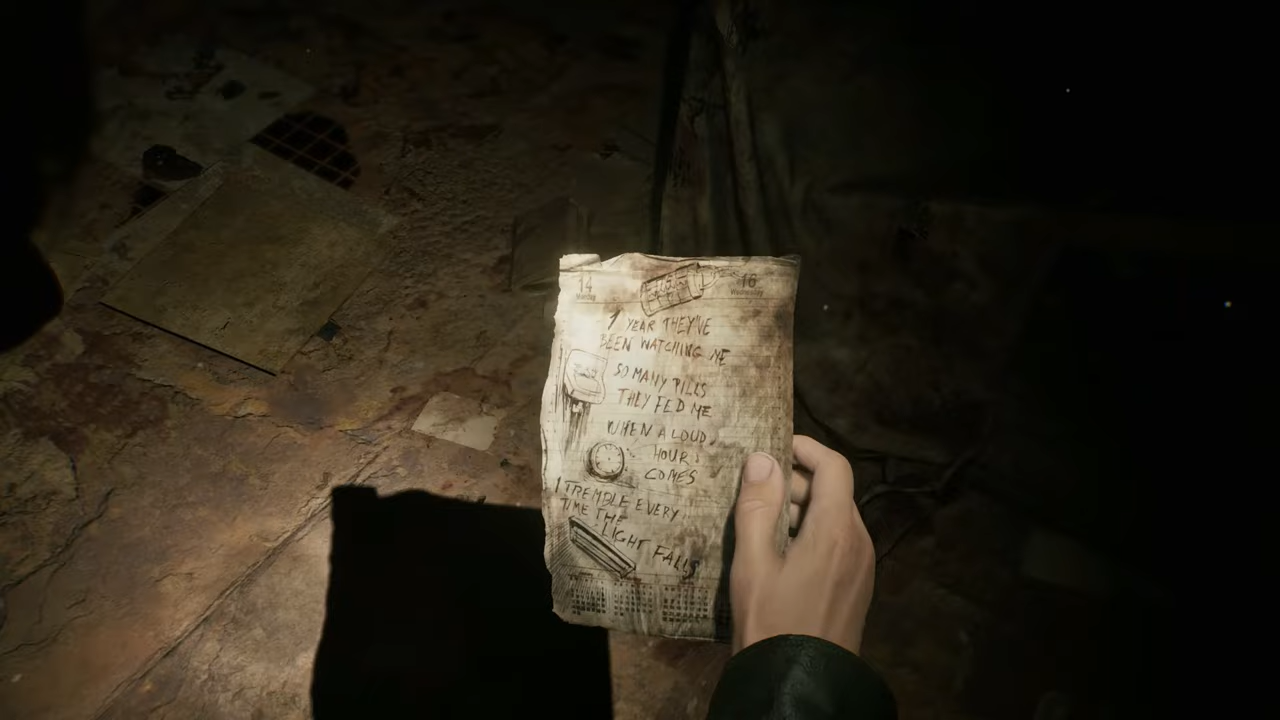 14 16
Monday Wednesday
1 YEAR THEY'VE
BEEN WATCHING ME
SO MANY PILLS
THEY FED ME
WHEN A LOUD
HOUR
COMES
I TREMBLE EVERY
TIME THE
LIGHT FALLS